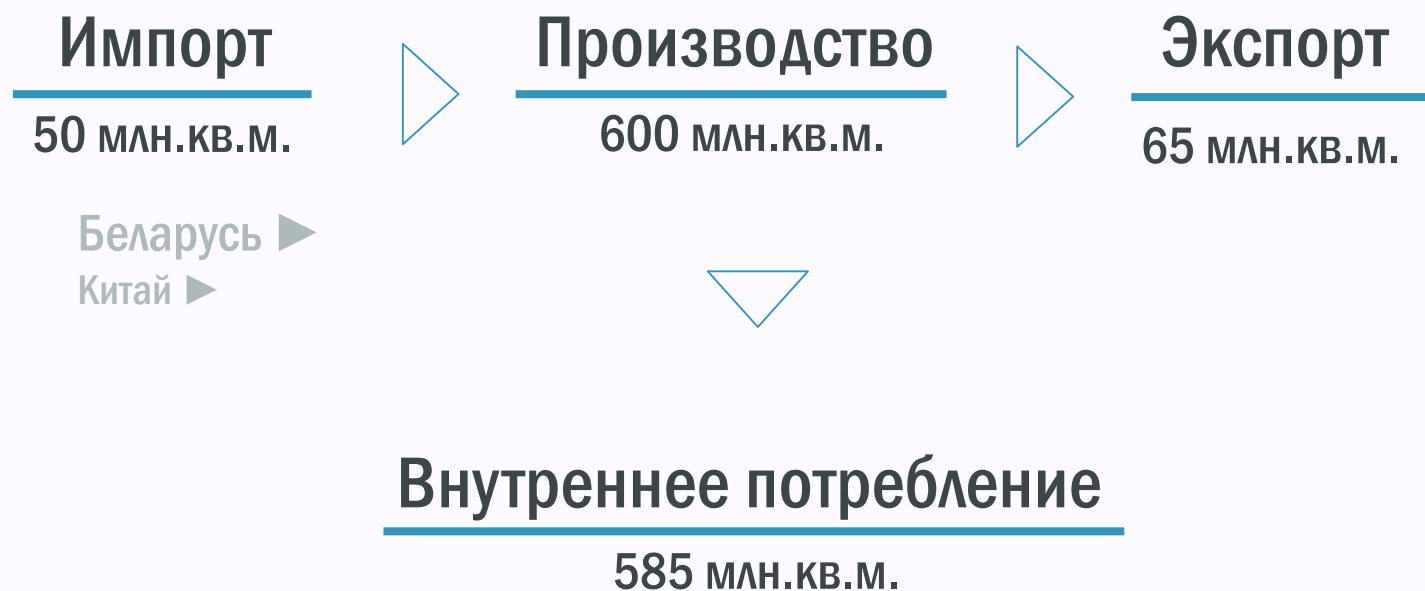 Импорт
50 млн.кв.м.
Беларусь ►
Китай ►
Производство
600 млн.кв.м.
Экспорт
65 млн.кв.м.
Внутреннее потребление
585 млн.кв.м.